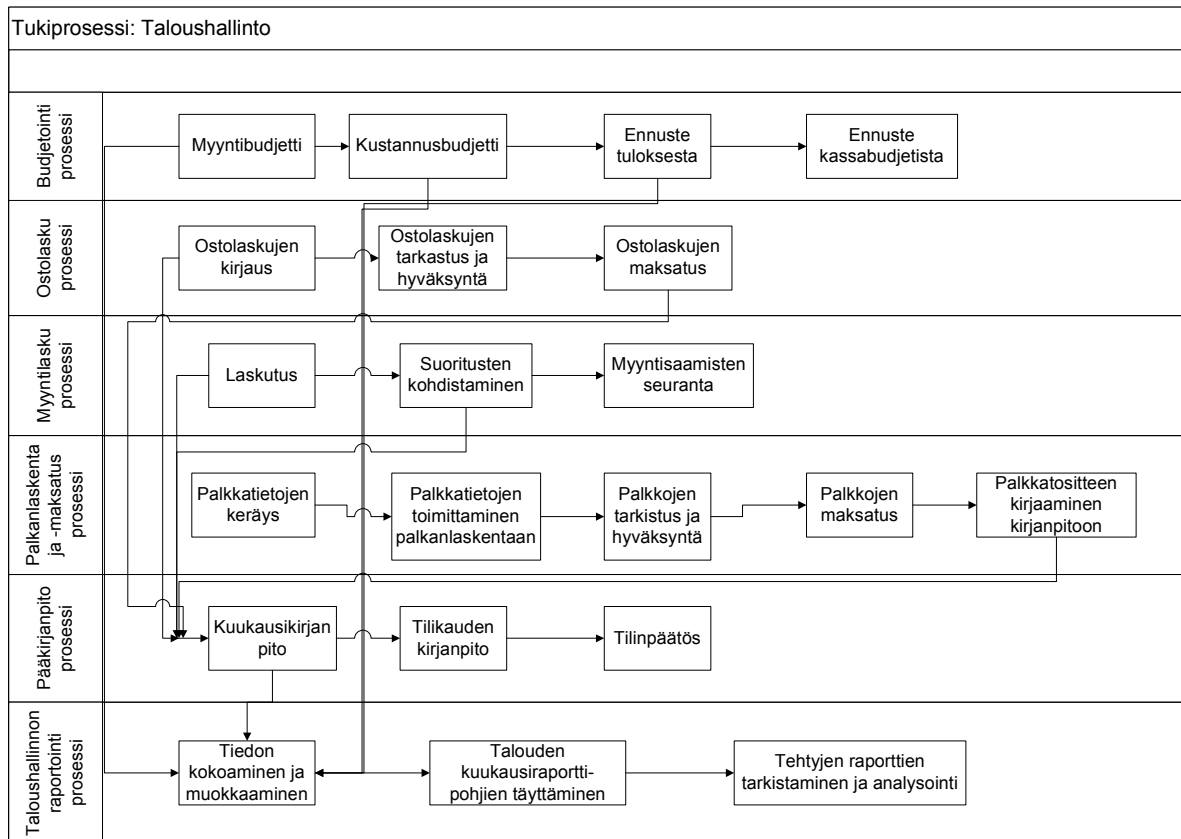 Tukiprosessi: Taloushallinto
Budjetointi
prosessi
Myyntibudjetti
Kustannusbudjetti
Ennuste
tuloksesta
Ennuste
kassabudjetista
Ostolasku
prosessi
Ostolaskujen
kirjaus
Ostolaskujen
tarkastus ja
hyväksyntä
Ostolaskujen
maksatus
Myyntilasku
prosessi
Laskutus
Suoritusten
kohdistaminen
Myyntisaamisten
seuranta
Palkanlaskenta
ja -maksatus
prosessi
Palkkatietojen
keräys
Palkkatietojen
toimittaminen
palkanlaskentaan
Palkkojen
tarkistus ja
hyväksyntä
Palkkojen
maksatus
Palkkatositteen
kirjaaminen
kirjanpitoon
Pääkirjanpito
prosessi
Kuukausikirjan
pito
Tilikauden
kirjanpito
Tilinpäätös
Taloushallinnon
raportointi
prosessi
Tiedon
kokoaminen ja
muokkaaminen
Talouden
kuukausiraportti-
pohjien täyttäminen
Tehtyjen raporttien
tarkistaminen ja analysointi